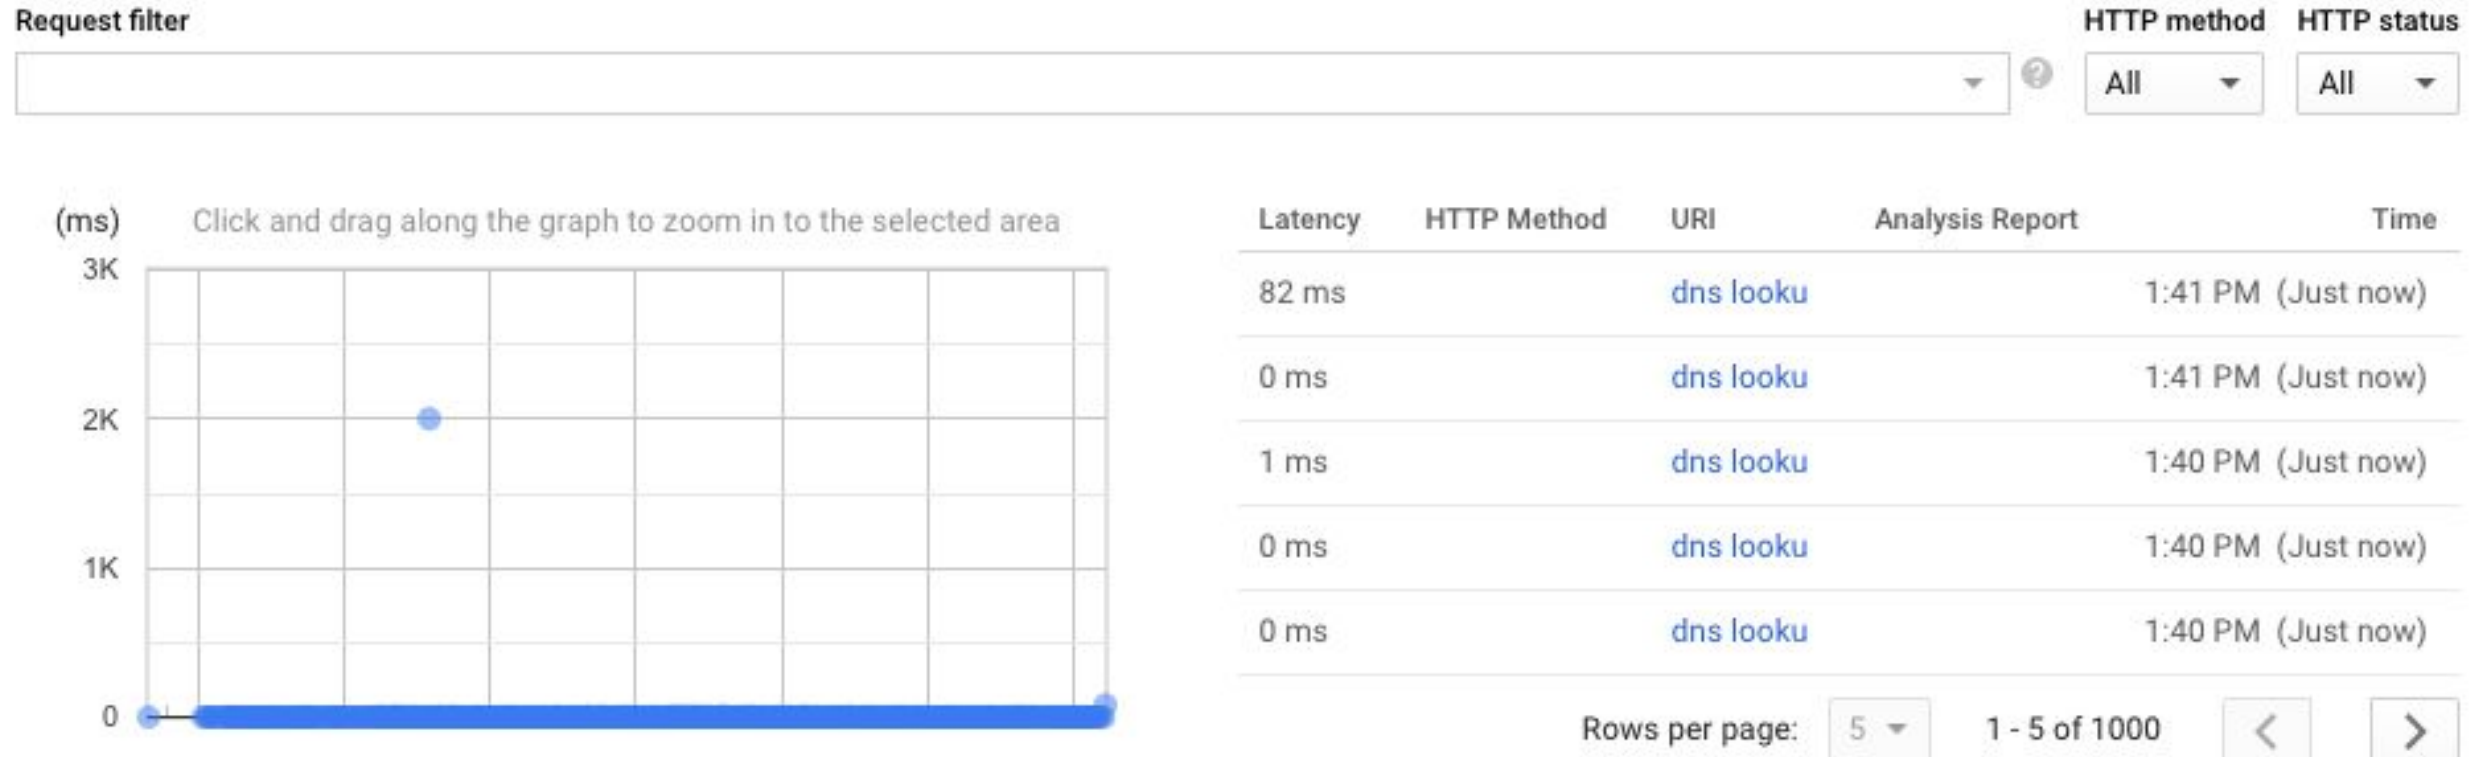 Request filter
HTTP method HTTP status
All All
(ms) Click and drag along the graph to zoom in to the selected area
3K
2K
1K
0
Latency HTTP Method URI Analysis Report Time
82 ms dns looku 1:41 PM (Just now)
0 ms dns looku 1:41 PM (Just now)
1 ms dns looku 1:40 PM (Just now)
0 ms dns looku 1:40 PM (Just now)
0 ms dns looku 1:40 PM (Just now)
Rows per page: 5 1 - 5 of 1000